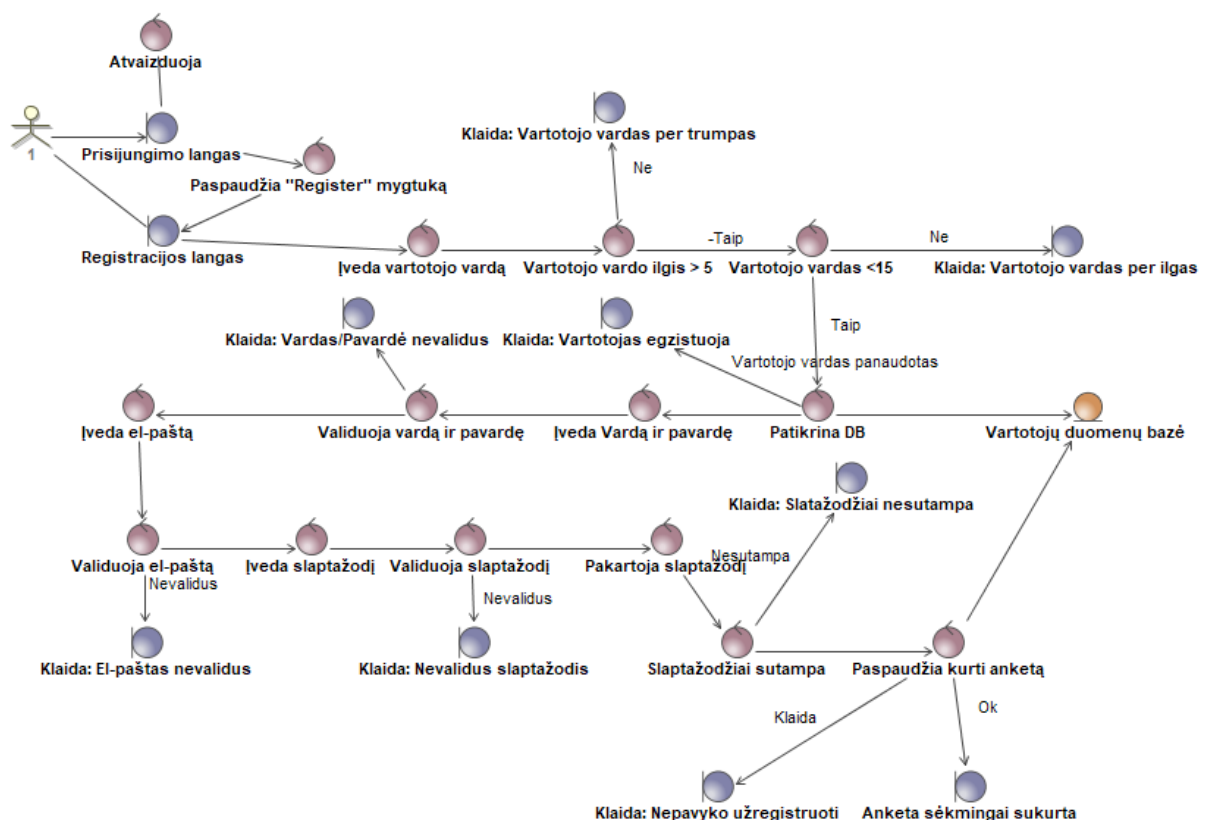 Atvaizduoja
1
Prisijungimo langas
Klaida: Vartotojo vardas per trumpas
Paspaudžia "Register" mygtuką
Ne
Registracijos langas
Įveda vartotojo vardą
Vartotojo vardo ilgis > 5
-Taip
Vartotojo vardas <15
Ne
Klaida: Vartotojo vardas per ilgas
Klaida: Vardas/Pavardė nevalidus
Klaida: Vartotojas egzistuoja
Taip
Vartotojo vardas panaudotas
Įveda el-paštą
Validuoja vardą ir pavardę
Įveda Vardą ir pavardę
Patikrina DB
Vartotojų duomenų bazė
Klaida: Slatažodžiai nesutampa
Validuoja el-paštą
Įveda slaptažodį
Validuoja slaptažodį
Pakartoja slaptažodį
Nesutampa
Nevalidus
Nevalidus
Klaida: El-paštas nevalidus
Klaida: Nevalidus slaptažodis
Slaptažodžiai sutampa
Paspaudžia kurti anketą
Klaida
Ok
Klaida: Nepavyko užregistruoti
Anketa sėkmingai sukurta